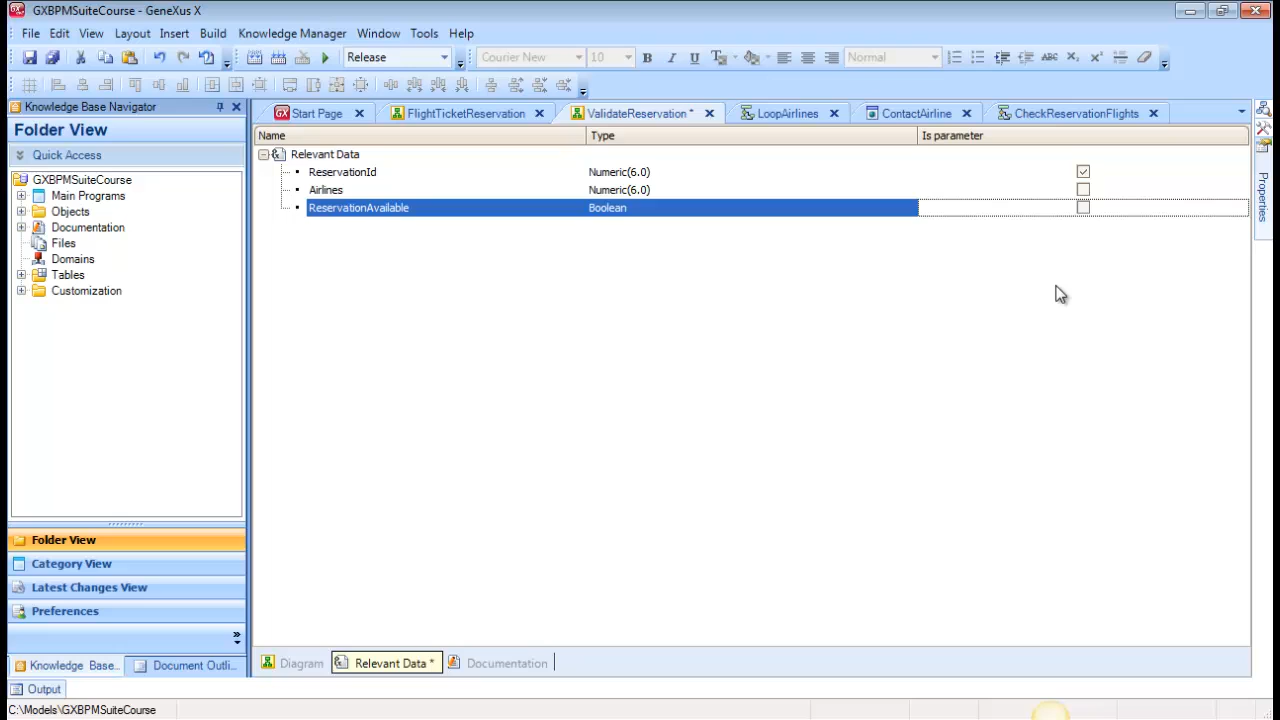 GXBPMSuiteCourse - GeneXus X
File Edit View Layout Insert Build Knowledge Manager Window Tools Help
Release Courier New 10 B I U Normal ABC
Knowledge Base Navigator
Start Page FlightTicketReservation ValidateReservation * LoopAirlines ContactAirline CheckReservationFlights
Folder View
Name Type Is parameter
Quick Access
Relevant Data
ReservationId Numeric(6.0)
Airlines Numeric(6.0)
ReservationAvailable Boolean
GXBPMSuiteCourse
Main Programs
Objects
Documentation
Files
Domains
Tables
Customization
Properties
Folder View
Category View
Latest Changes View
Preferences
Knowledge Base... Document Outli...
Diagram Relevant Data * Documentation
Output
C:\Models\GXBPMSuiteCourse